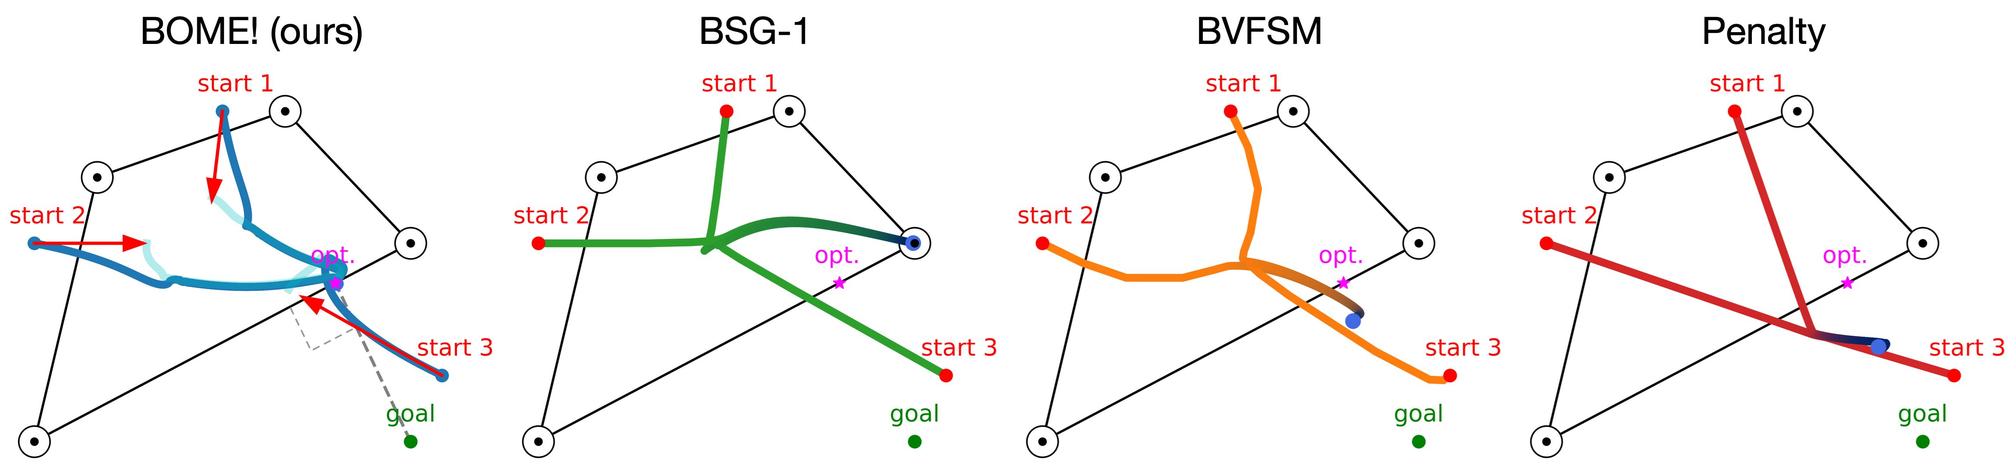 BOME! (ours)
start 1
start 2
opt.
start 3
goal
BSG-1
start 1
start 2
opt.
start 3
goal
BVFSM
start 1
start 2
opt.
start 3
goal
Penalty
start 1
start 2
opt.
start 3
goal